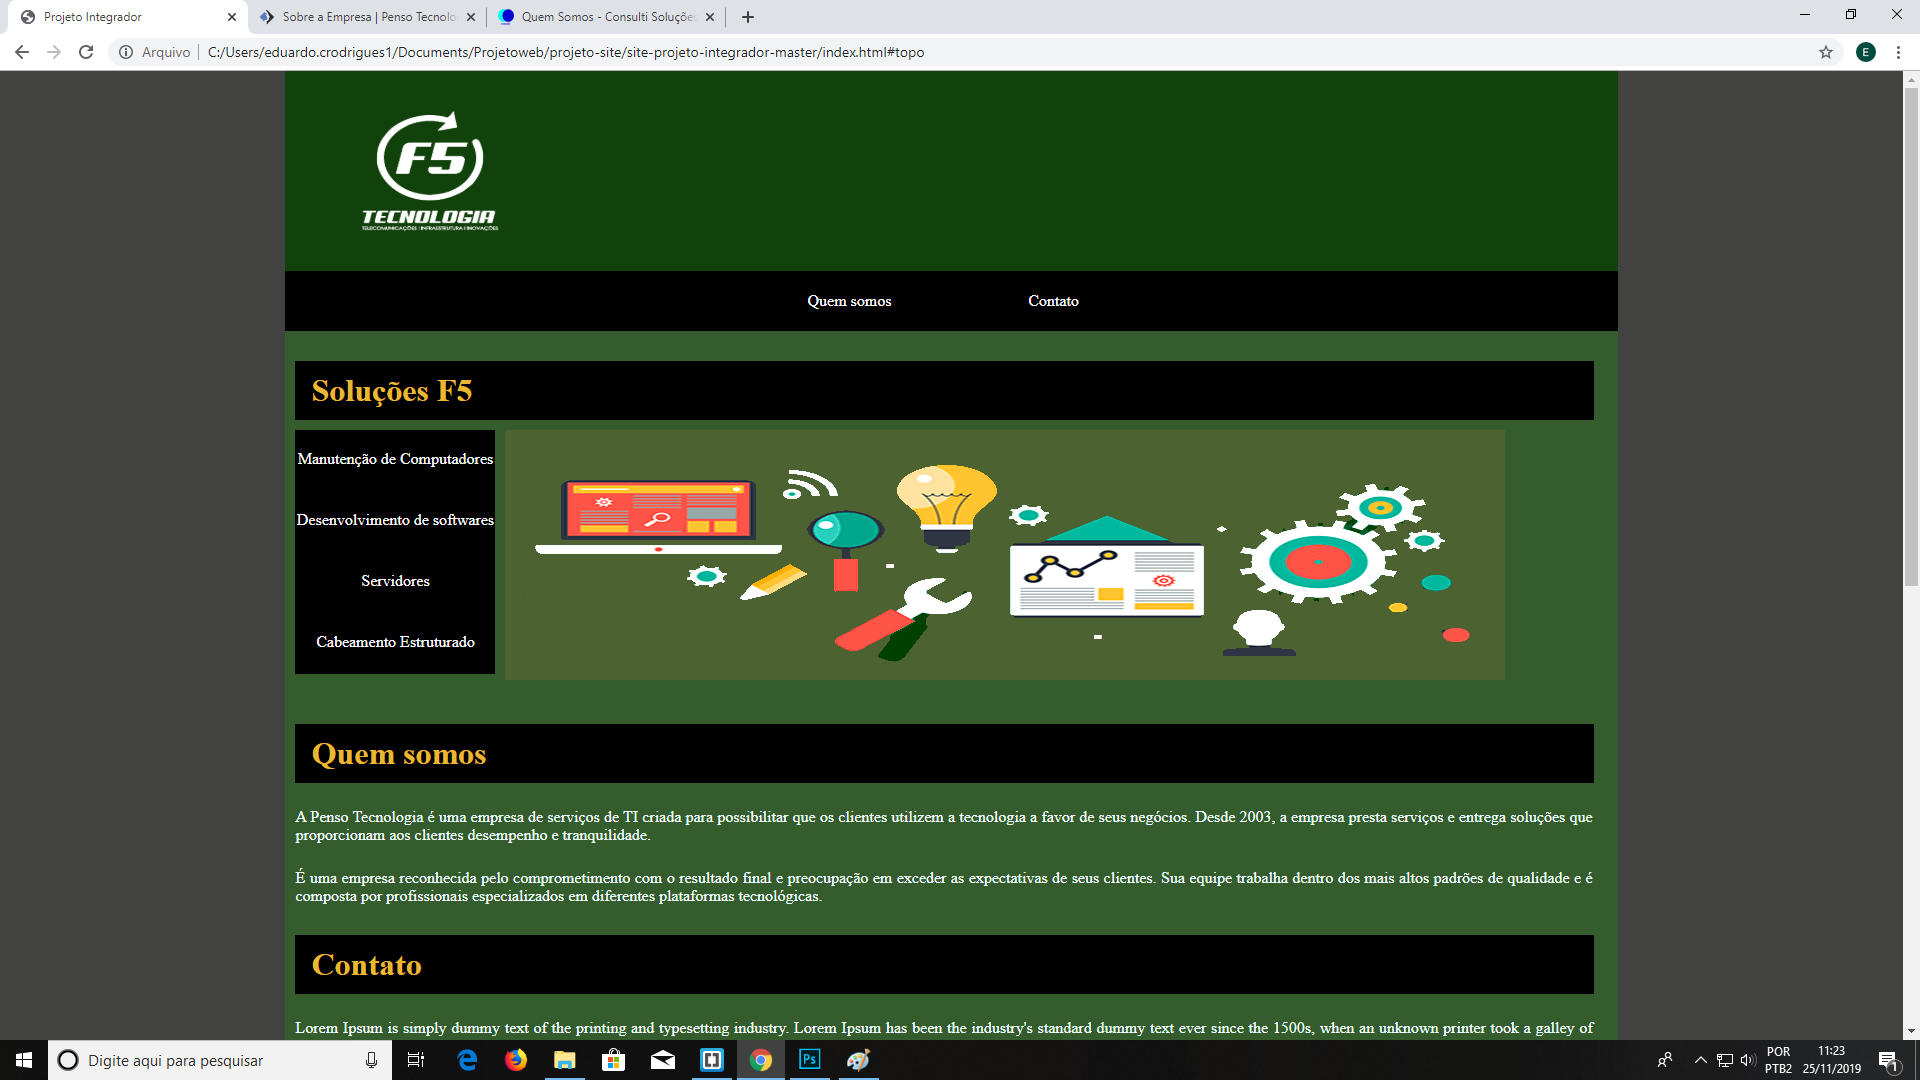 Projeto Integrador
Sobre a Empresa | Penso Tecnolo
Quem Somos - Consulti Soluções
Arquivo
C:/Users/eduardo.crodrigues1/Documents/Projetoweb/projeto-site/site-projeto-integrador-master/index.html#topo
E
F5
TECNOLOGIA
TELECOMUNICAÇÕES | INFRAESTRUTURA | INOVAÇÕES
Quem somos
Contato
Soluções F5
Manutenção de Computadores
Desenvolvimento de softwares
Servidores
Cabeamento Estruturado
Quem somos
A Penso Tecnologia é uma empresa de serviços de TI criada para possibilitar que os clientes utilizem a tecnologia a favor de seus negócios. Desde 2003, a empresa presta serviços e entrega soluções que
proporcionam aos clientes desempenho e tranquilidade.
É uma empresa reconhecida pelo comprometimento com o resultado final e preocupação em exceder as expectativas de seus clientes. Sua equipe trabalha dentro dos mais altos padrões de qualidade e é
composta por profissionais especializados em diferentes plataformas tecnológicas.
Contato
Lorem Ipsum is simply dummy text of the printing and typesetting industry. Lorem Ipsum has been the industry's standard dummy text ever since the 1500s, when an unknown printer took a galley of
Digite aqui para pesquisar
Ps
POR
PTB2
11:23
25/11/2019
1